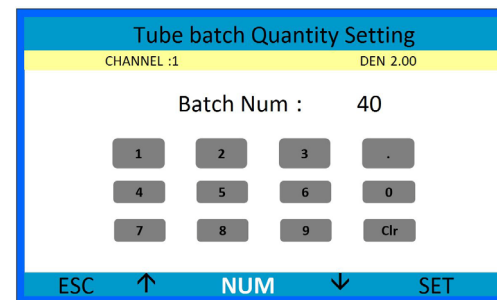 Tube batch Quantity Setting
CHANNEL :1 DEN 2.00
Batch Num : 40
1 2 3 .
4 5 6 0
7 8 9 Clr
ESC ↑ NUM ↓ SET